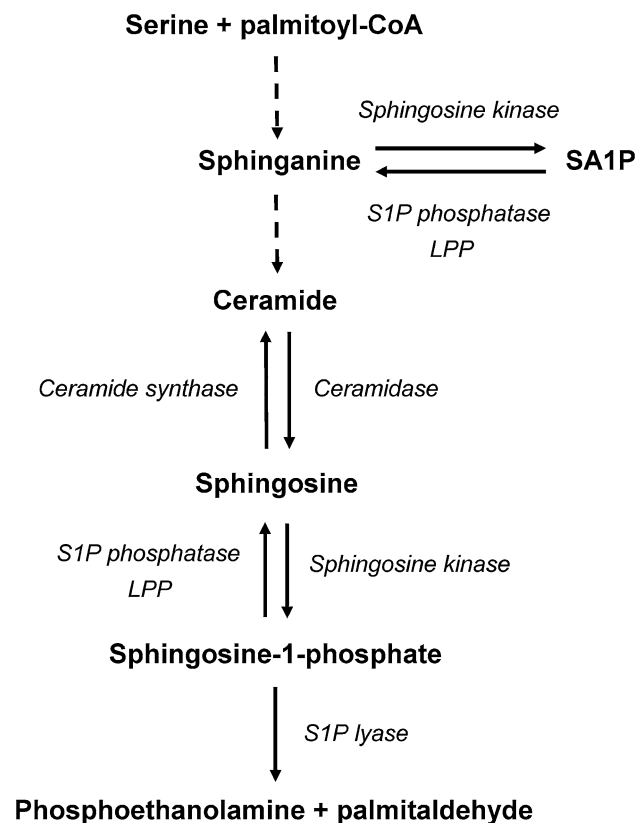 Serine + palmitoyl-CoA
Sphingosine kinase
Sphinganine
SA1P
S1P phosphatase
LPP
Ceramide
Ceramide synthase
Ceramidase
Sphingosine
S1P phosphatase
LPP
Sphingosine kinase
Sphingosine-1-phosphate
S1P lyase
Phosphoethanolamine + palmitaldehyde